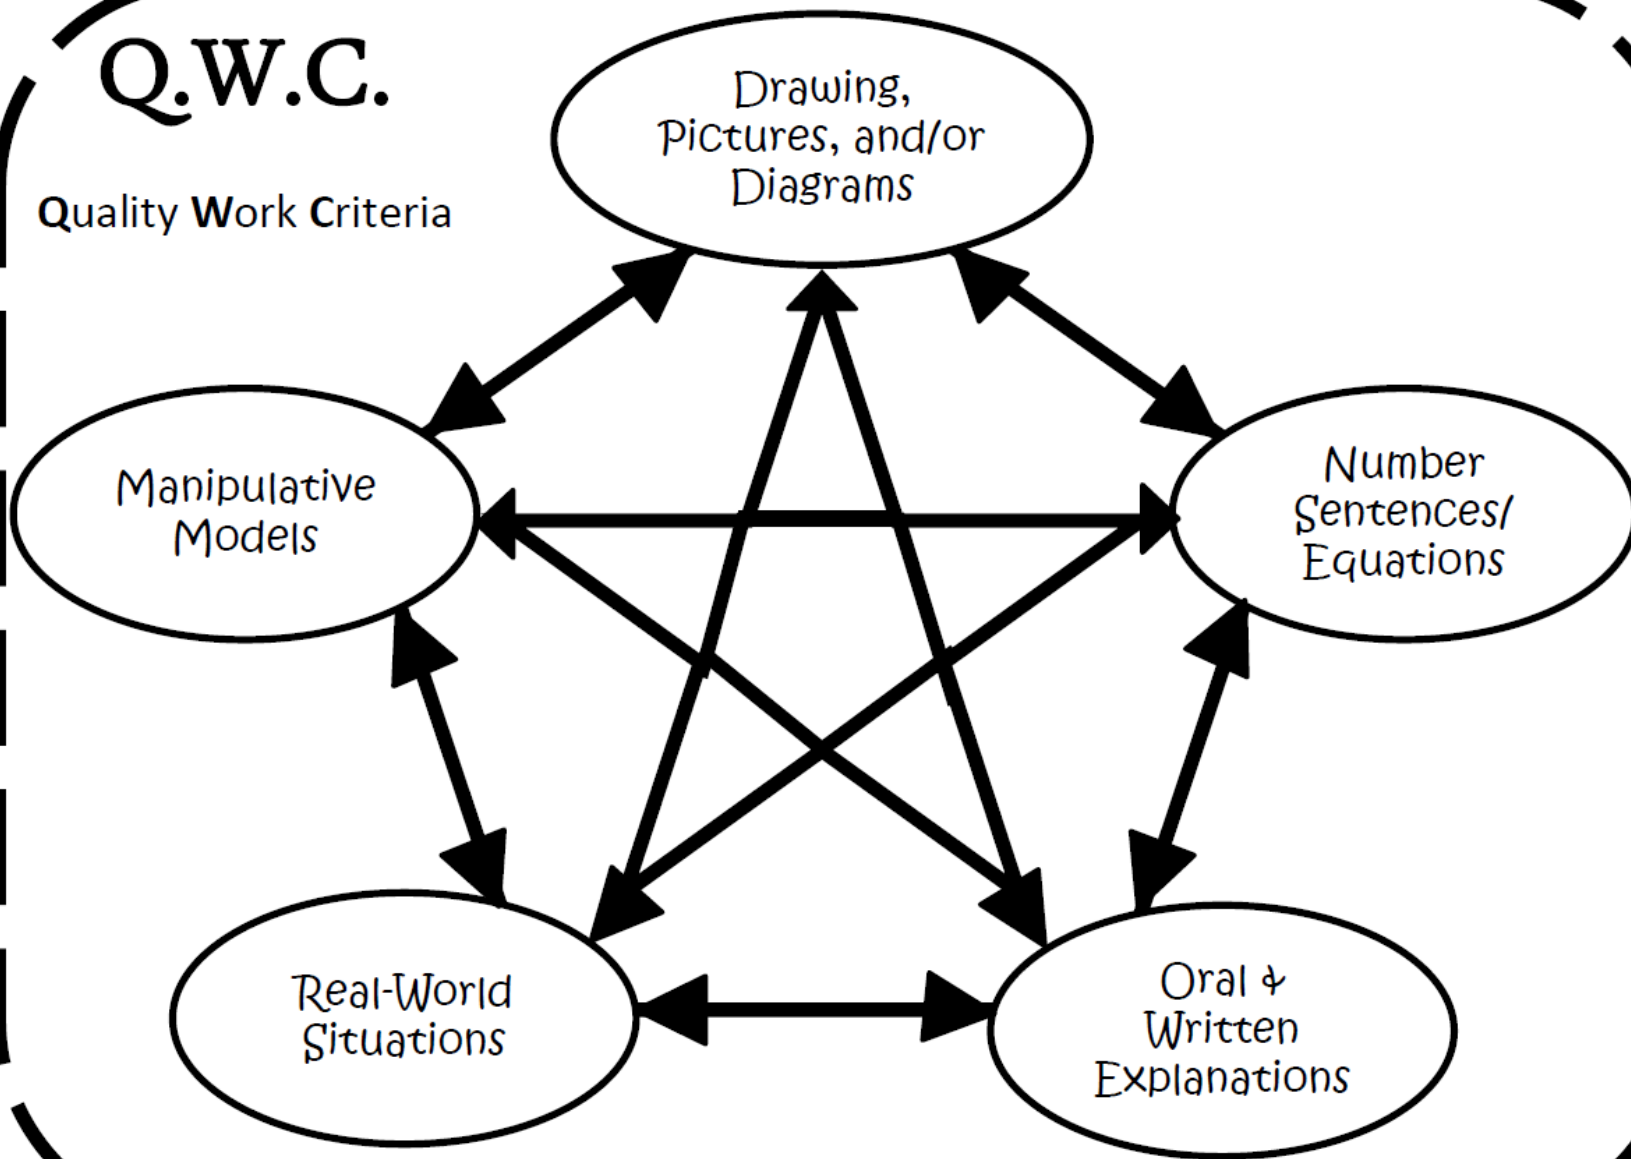 Q.W.C.
Quality Work Criteria
Drawing,
Pictures, and/or
Diagrams
Manipulative
Models
Number
Sentences/
Equations
Real-World
Situations
Oral &
Written
Explanations